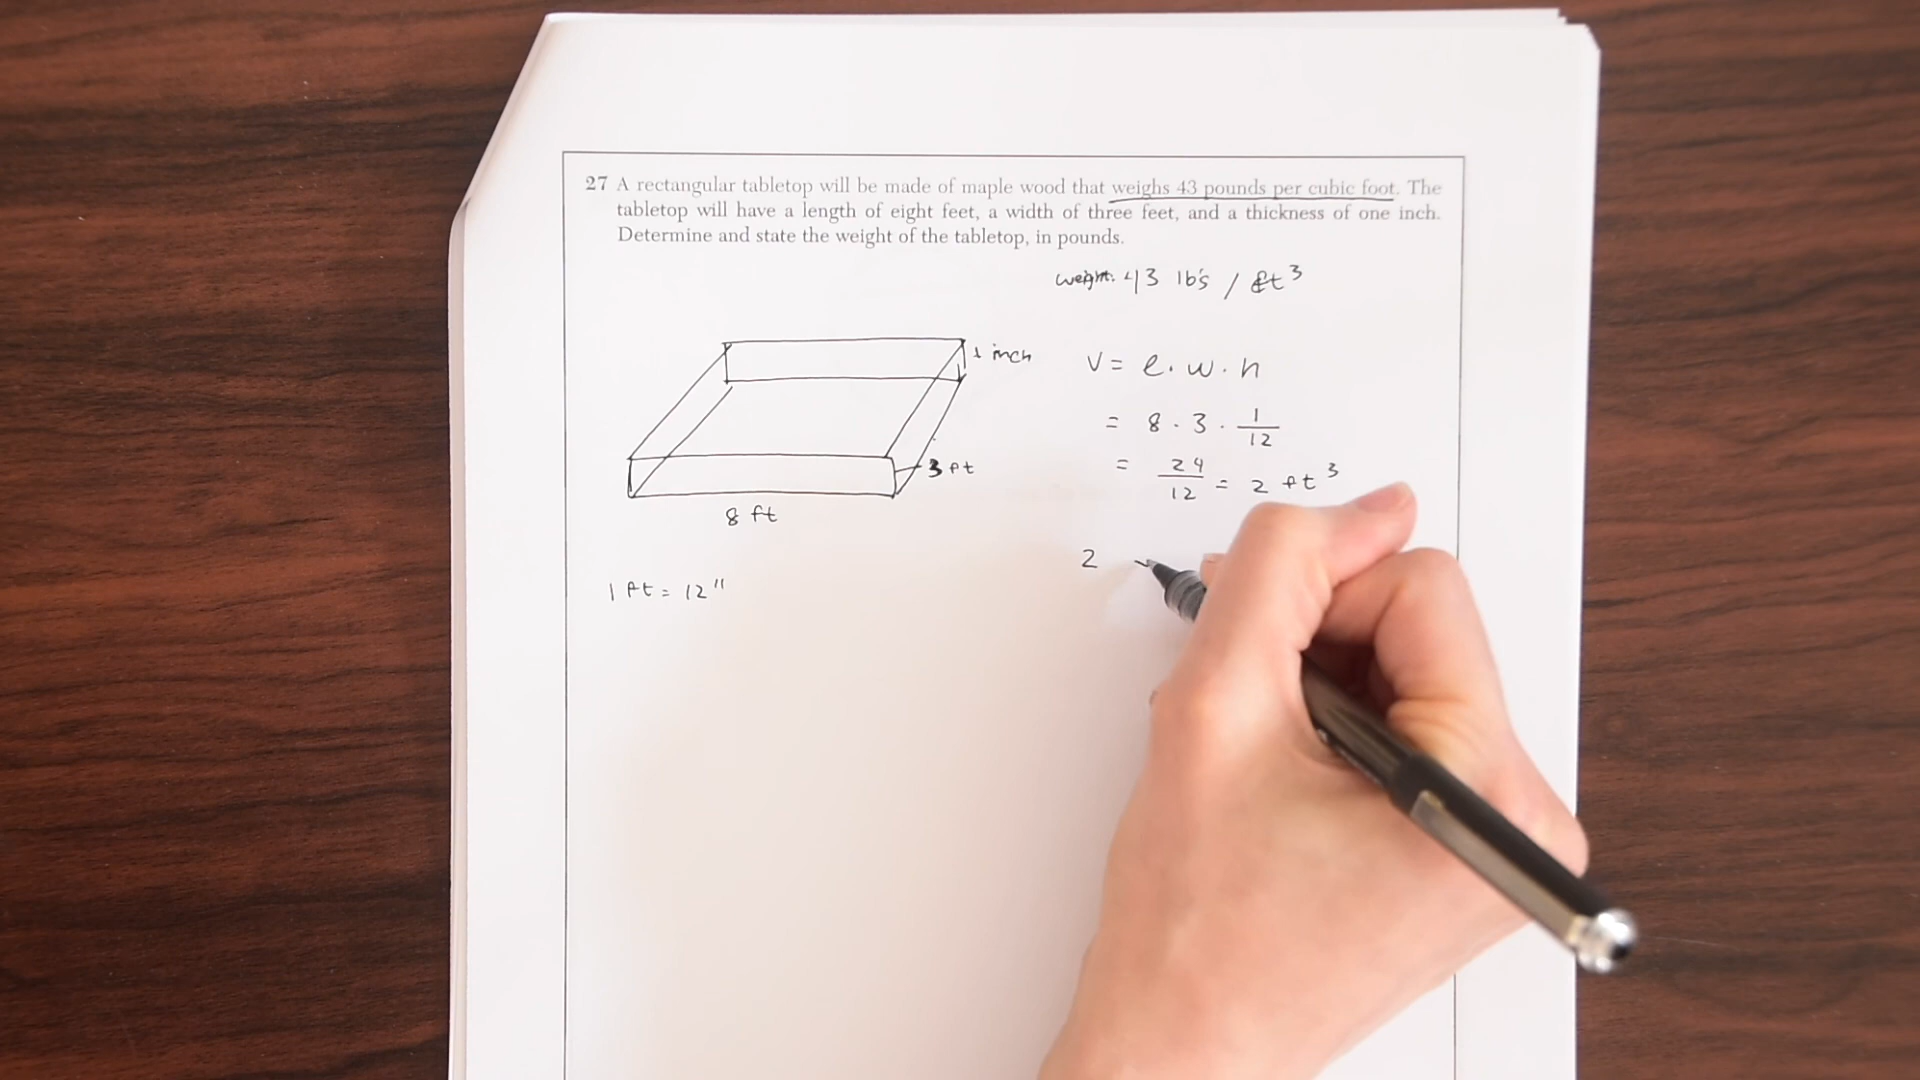 27 A rectangular tabletop will be made of maple wood that weighs 43 pounds per cubic foot. The
tabletop will have a length of eight feet, a width of three feet, and a thickness of one inch.
Determine and state the weight of the tabletop, in pounds.
weight: 43 lb's / ft³
1 inch
V = l . w . h
= 8 . 3 . 1/12
3 ft
= 24/12 = 2 ft³
8 ft
2
1 ft = 12"